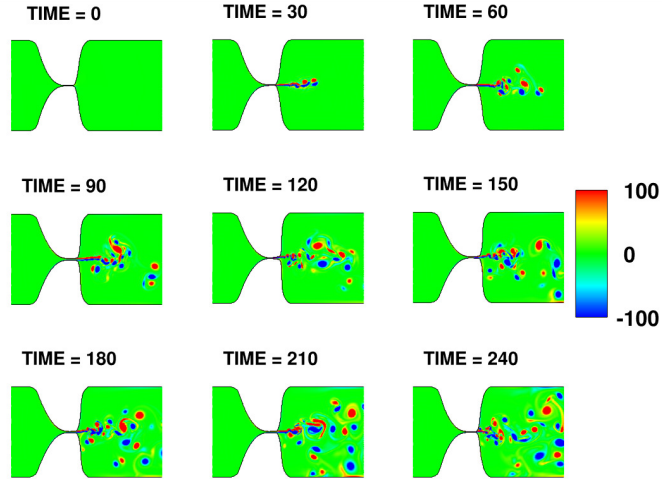 TIME = 0
TIME = 30
TIME = 60
TIME = 90
TIME = 120
TIME = 150
100
0
-100
TIME = 180
TIME = 210
TIME = 240